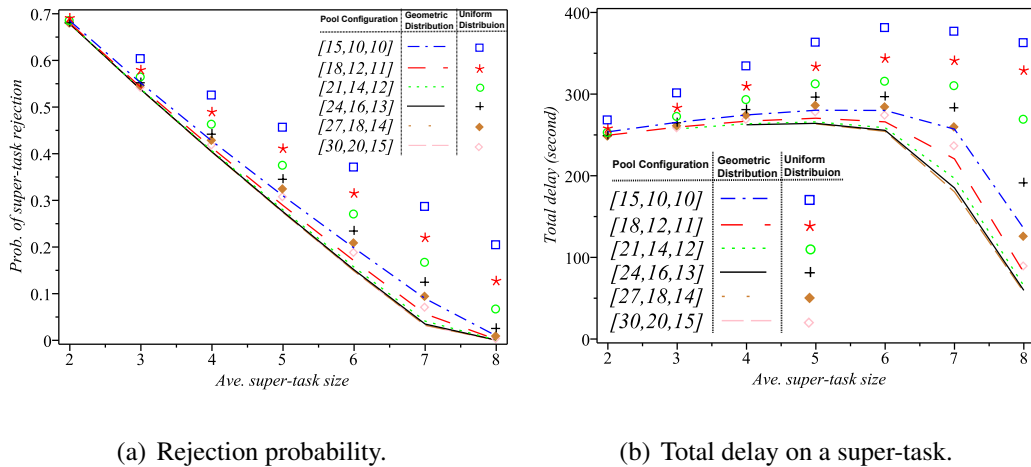 0.7
0.6
0.5
0.4
0.3
0.2
0.1
0
Prob. of super-task rejection
2 3 4 5 6 7 8
Ave. super-task size
Pool Configuration Geometric Distribution Uniform Distribuion
[15,10,10]
[18,12,11]
[21,14,12]
[24,16,13]
[27,18,14]
[30,20,15]
(a) Rejection probability.
400
300
200
100
0
Total delay (second)
2 3 4 5 6 7 8
Ave. super-task size
Pool Configuration Geometric Distribution Uniform Distribuion
[15,10,10]
[18,12,11]
[21,14,12]
[24,16,13]
[27,18,14]
[30,20,15]
(b) Total delay on a super-task.